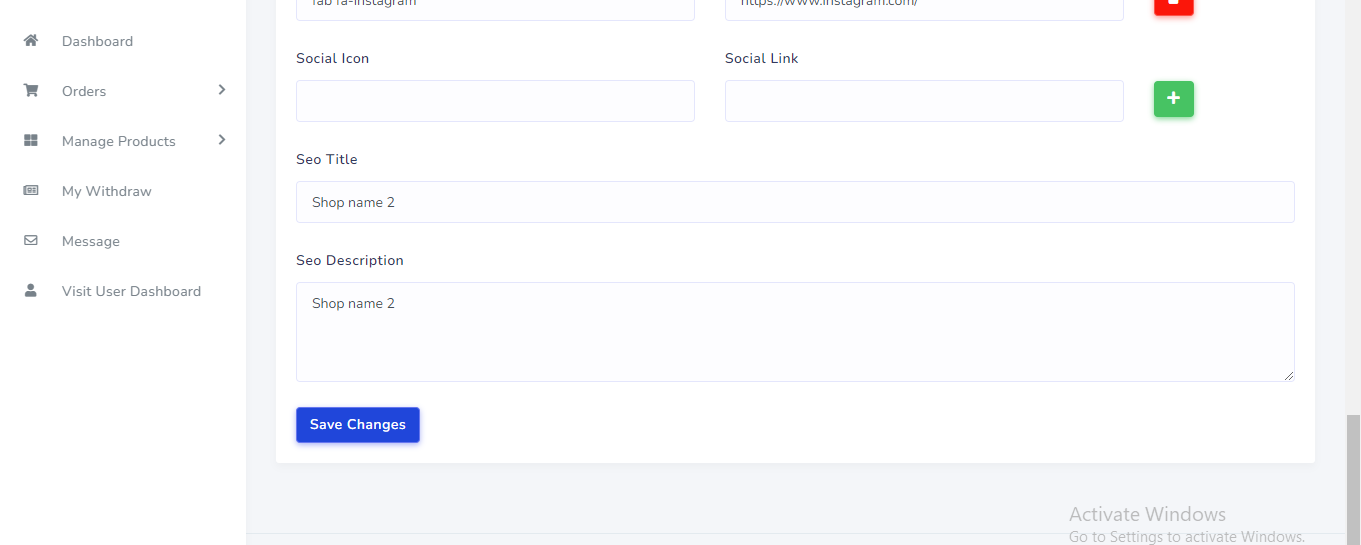 fab fa-instagram
https://www.instagram.com/
Dashboard
Orders
Manage Products
My Withdraw
Message
Visit User Dashboard
Social Icon
Social Link
Seo Title
Shop name 2
Seo Description
Shop name 2
Save Changes
Activate Windows
Go to Settings to activate Windows.